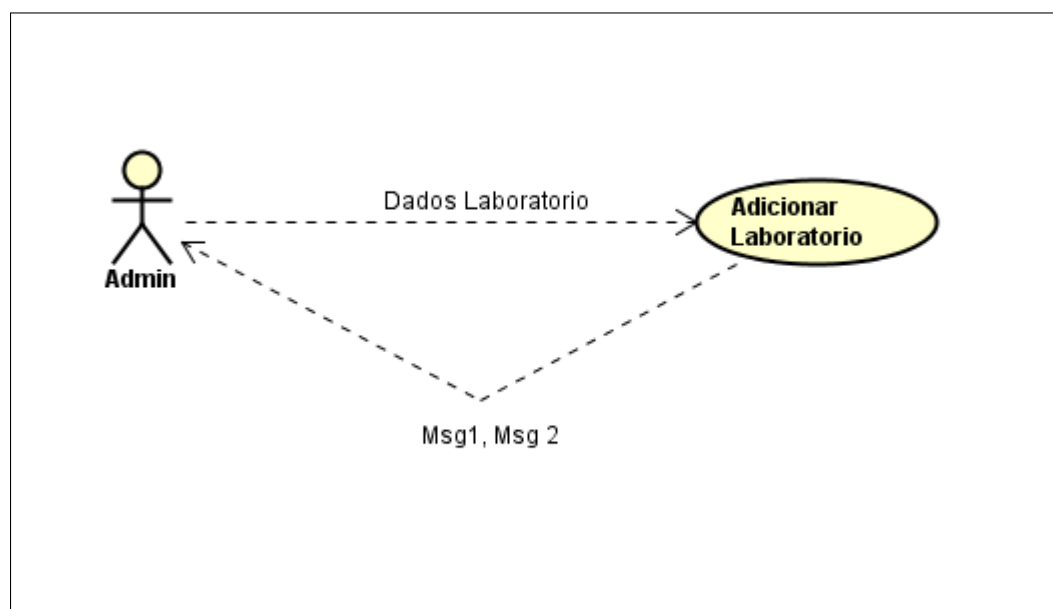 Dados Laboratorio
Adicionar
Laboratorio
Admin
Msg1, Msg 2